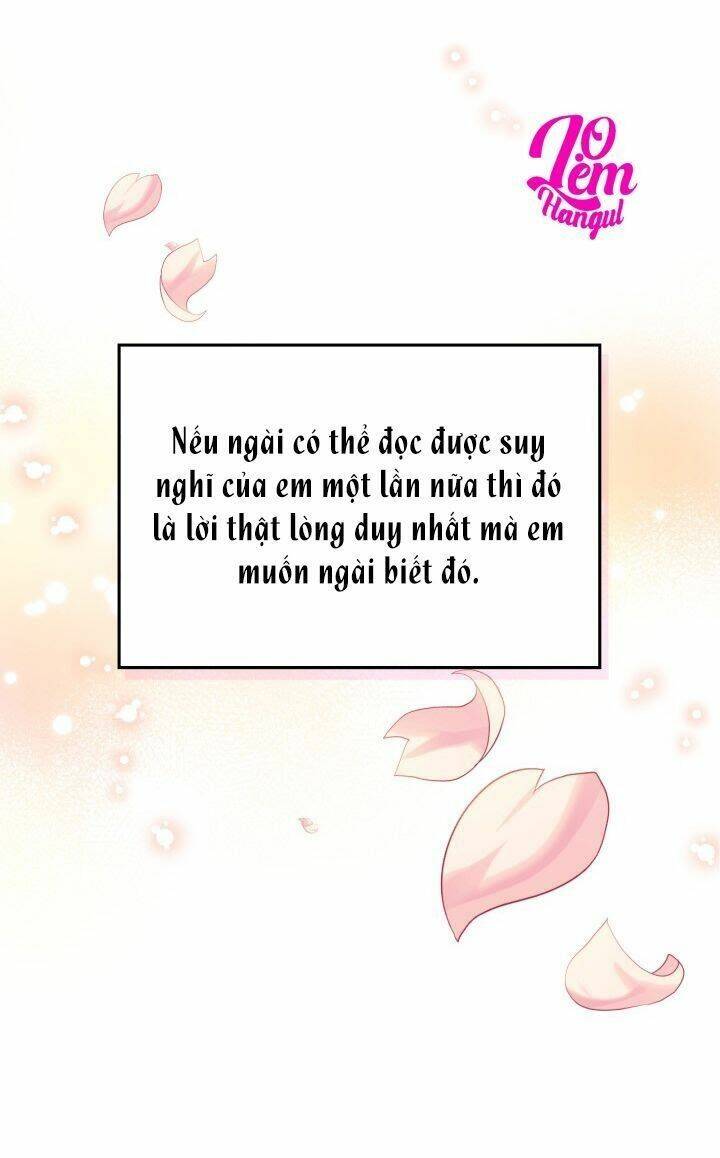 Lọ
Lem
Hangul
Nếu ngài có thể đọc được suy
nghĩ của em một lần nữa thì đó
là lời thật lòng duy nhất mà em
muốn ngài biết đó.